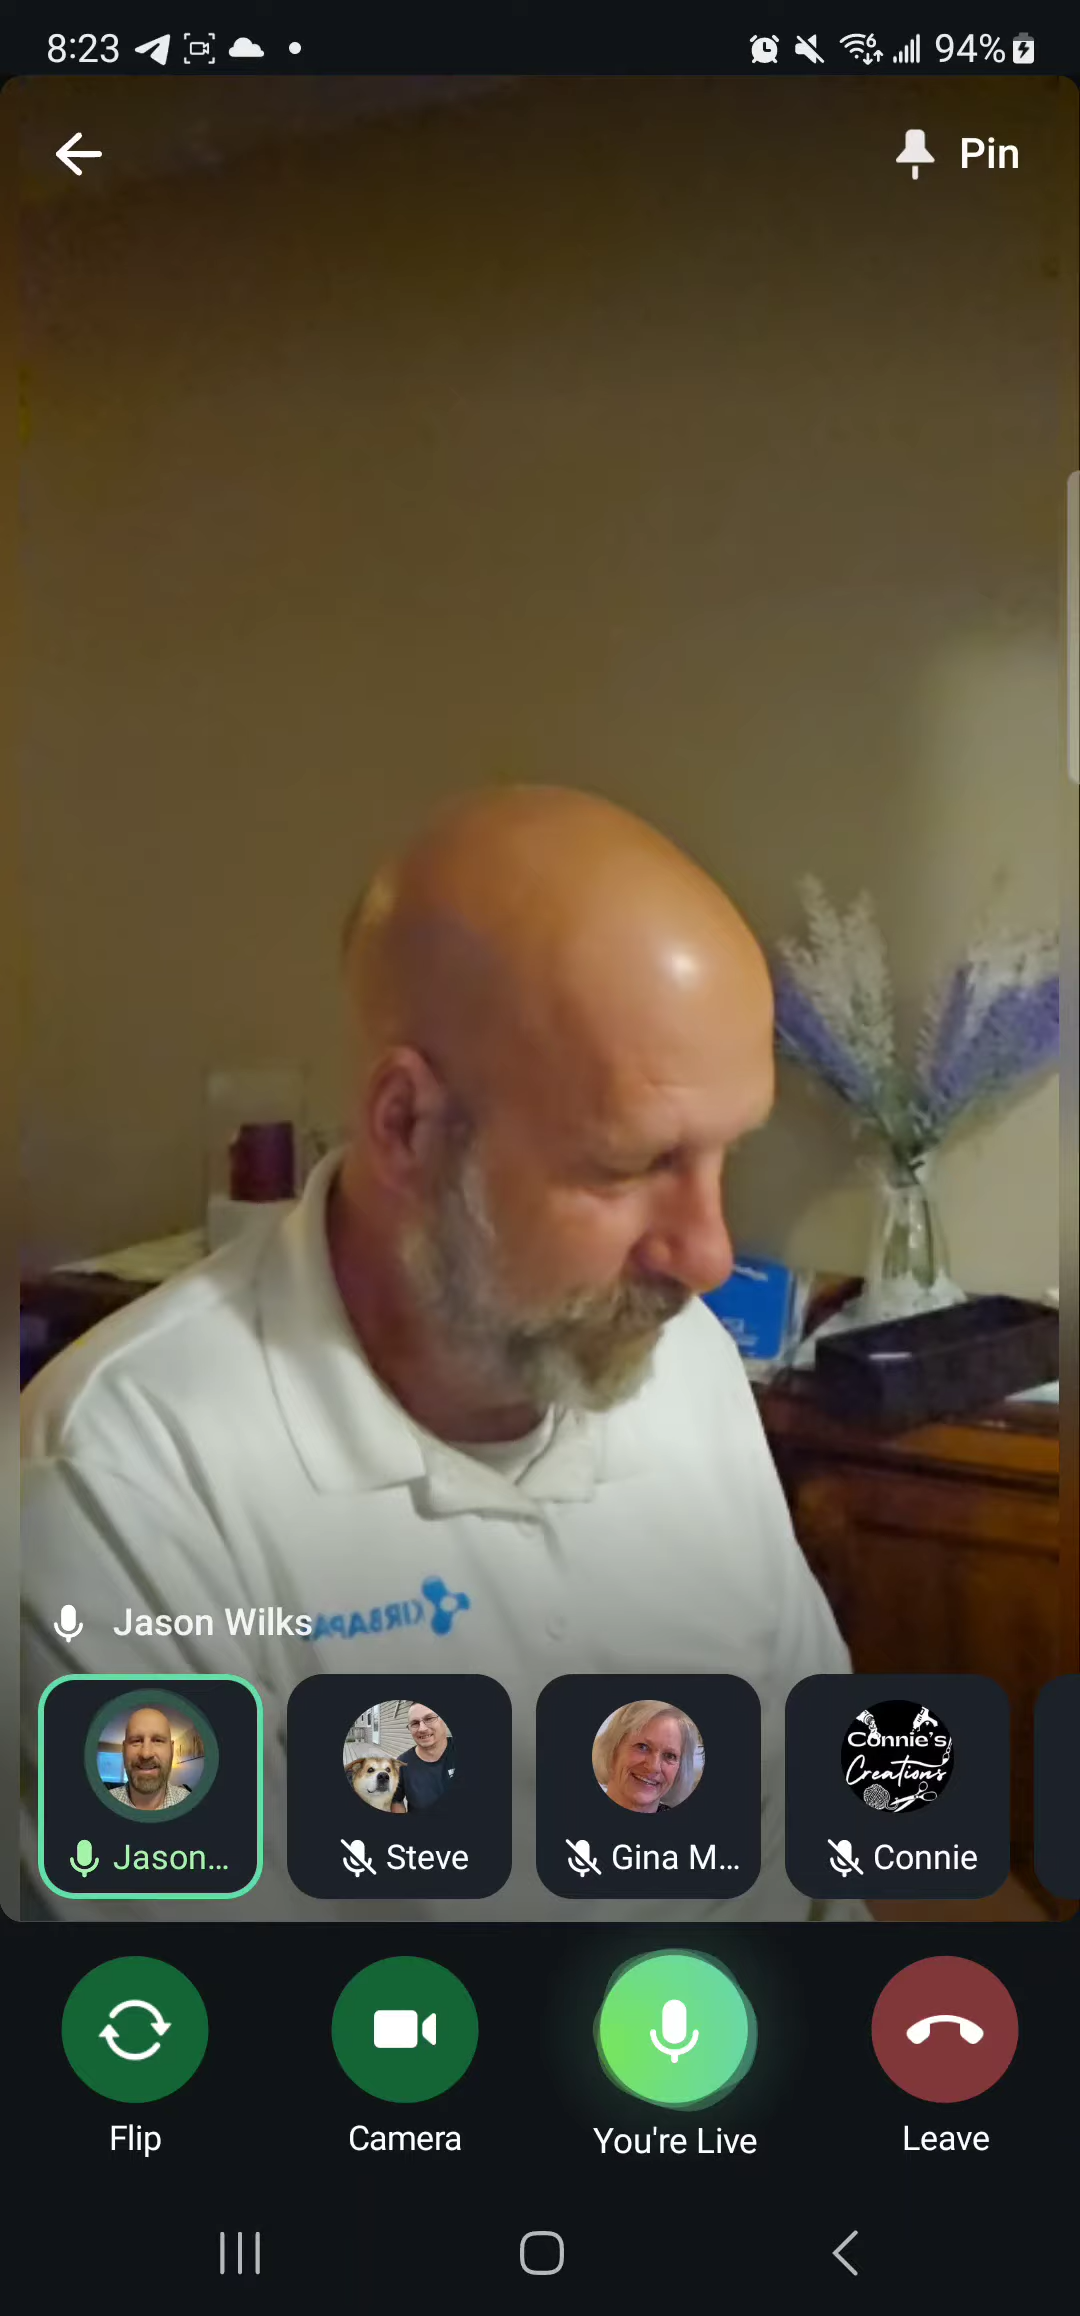 8:23
94%
Pin
Jason Wilks
Connie's
Creations
Jason...
Steve
Gina M...
Connie
Flip
Camera
You're Live
Leave